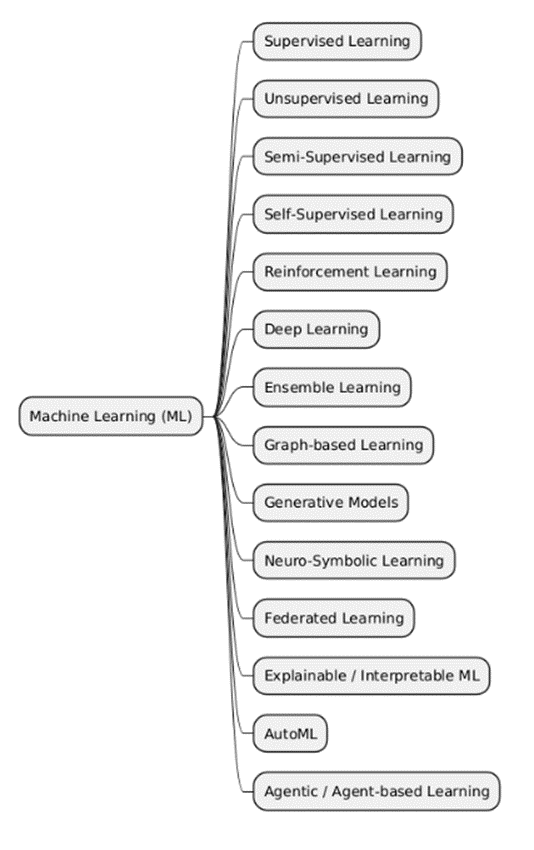 Supervised Learning
Unsupervised Learning
Semi-Supervised Learning
Self-Supervised Learning
Reinforcement Learning
Deep Learning
Ensemble Learning
Machine Learning (ML)
Graph-based Learning
Generative Models
Neuro-Symbolic Learning
Federated Learning
Explainable / Interpretable ML
AutoML
Agentic / Agent-based Learning